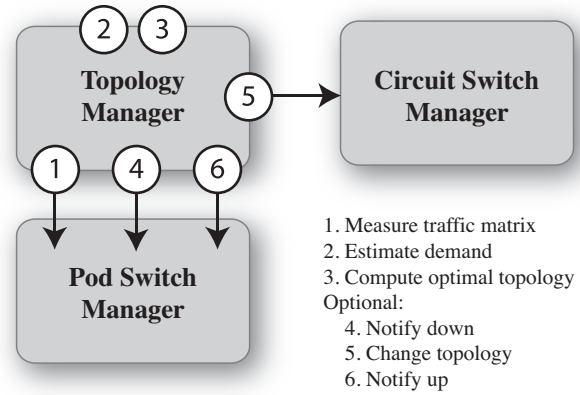 2 3
Topology
Manager
5
Circuit Switch
Manager
1 4 6
Pod Switch
Manager
1. Measure traffic matrix
2. Estimate demand
3. Compute optimal topology
Optional:
4. Notify down
5. Change topology
6. Notify up